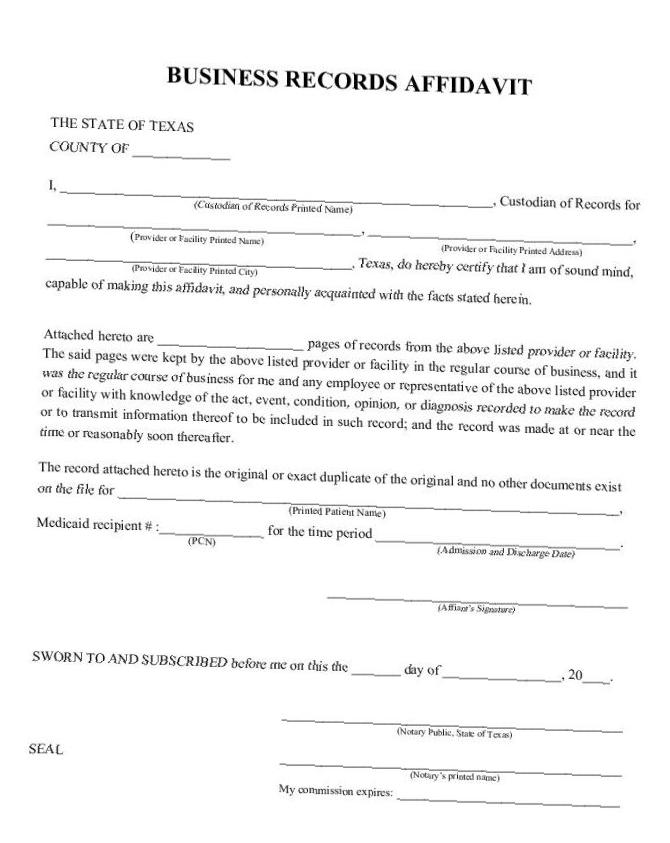 BUSINESS RECORDS AFFIDAVIT
THE STATE OF TEXAS
COUNTY OF ______________
I, ______________________________, Custodian of Records for
(Custodian of Records Printed Name)
______________________________, ______________________________,
(Provider or Facility Printed Name) (Provider or Facility Printed Address)
______________________________, Texas, do hereby certify that I am of sound mind,
(Provider or Facility Printed City)
capable of making this affidavit, and personally acquainted with the facts stated herein.
Attached hereto are ____________________ pages of records from the above listed provider or facility.
The said pages were kept by the above listed provider or facility in the regular course of business, and it
was the regular course of business for me and any employee or representative of the above listed provider
or facility with knowledge of the act, event, condition, opinion, or diagnosis recorded to make the record
or to transmit information thereof to be included in such record; and the record was made at or near the
time or reasonably soon thereafter.
The record attached hereto is the original or exact duplicate of the original and no other documents exist
on the file for ______________________________,
(Printed Patient Name)
Medicaid recipient # :______________ for the time period ______________________________.
(PCN) (Admission and Discharge Date)
______________________________
(Affiant's Signature)
SWORN TO AND SUBSCRIBED before me on this the _______ day of ________________, 20____.
______________________________
(Notary Public, State of Texas)
SEAL
______________________________
(Notary's printed name)
My commission expires: ______________________________